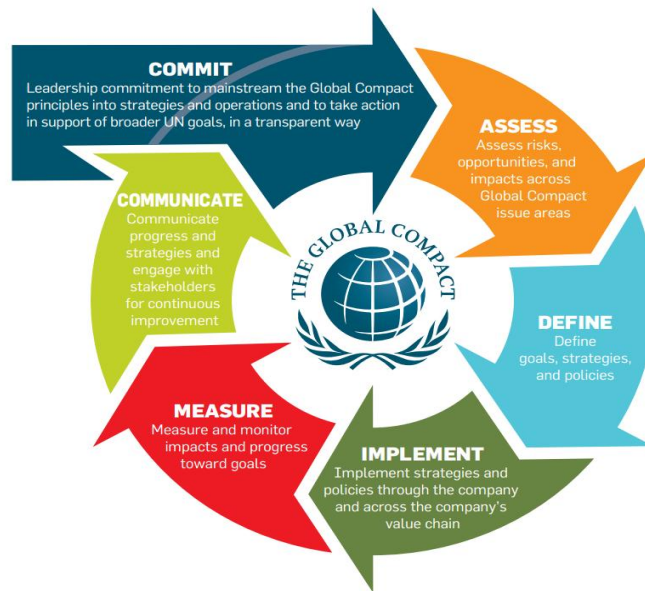 COMMIT
Leadership commitment to mainstream the Global Compact
principles into strategies and operations and to take action
in support of broader UN goals, in a transparent way
ASSESS
Assess risks,
opportunities, and
impacts across
Global Compact
issue areas
DEFINE
Define
goals, strategies,
and policies
IMPLEMENT
Implement strategies and
policies through the company
and across the company's
value chain
MEASURE
Measure and monitor
impacts and progress
toward goals
COMMUNICATE
Communicate
progress and
strategies and
engage with
stakeholders
for continuous
improvement
THE GLOBAL COMPACT